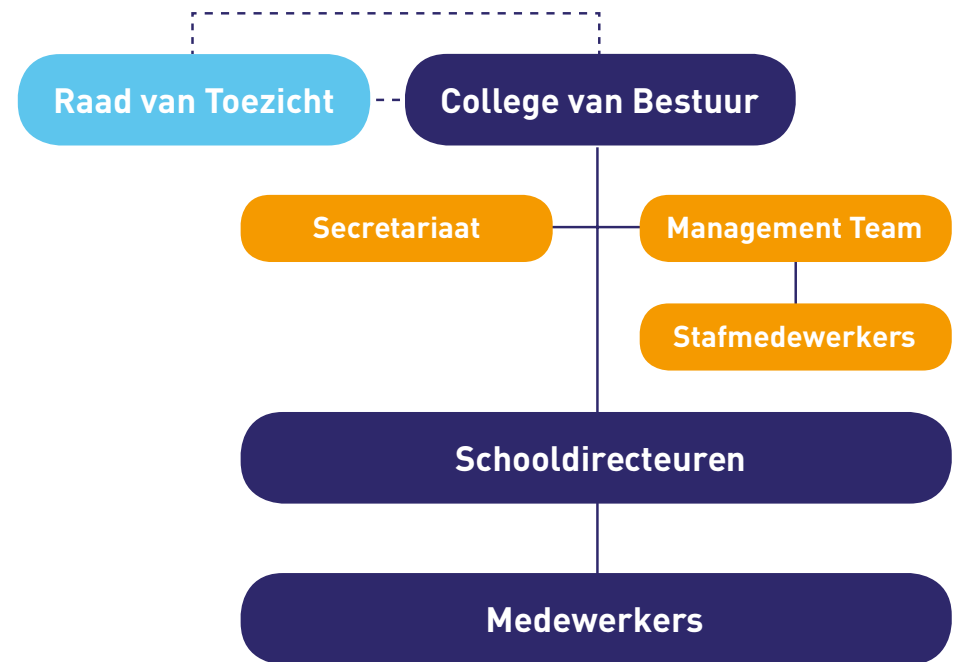 Raad van Toezicht
College van Bestuur
Secretariaat
Management Team
Stafmedewerkers
Schooldirecteuren
Medewerkers